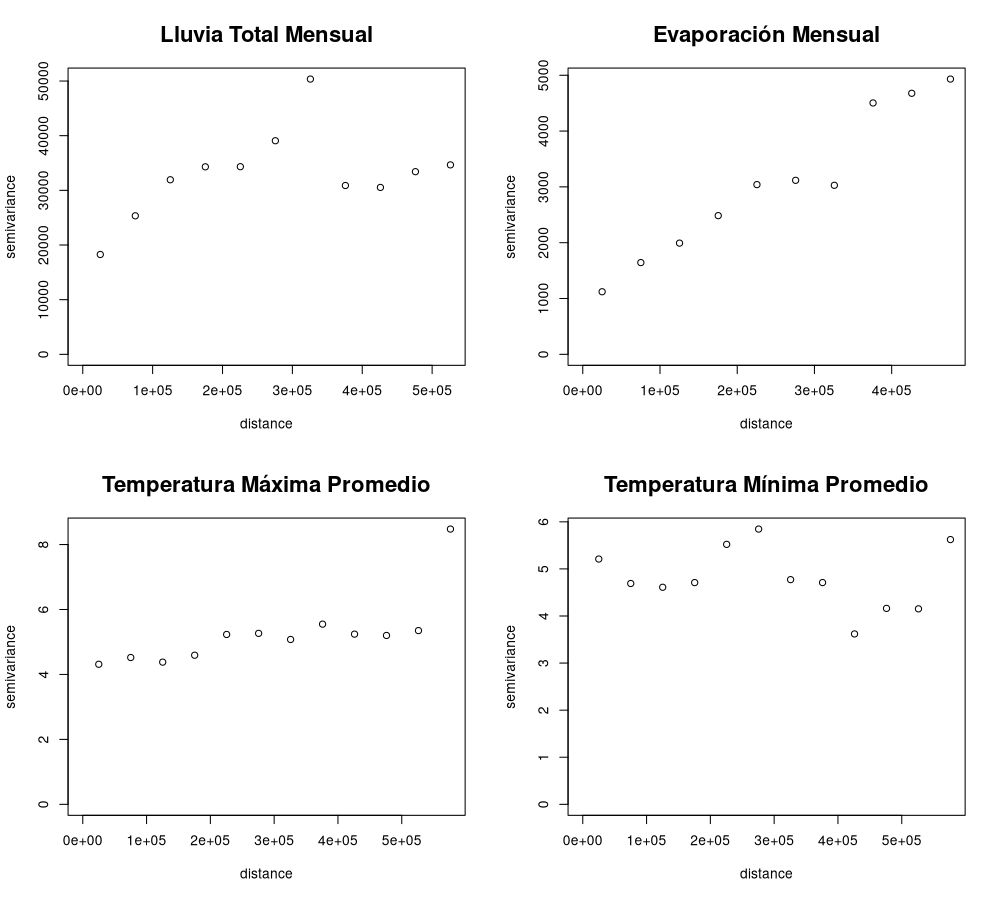 Lluvia Total Mensual
semivariance
50000
40000
30000
20000
10000
0
0e+00 1e+05 2e+05 3e+05 4e+05 5e+05
distance
Evaporación Mensual
semivariance
5000
4000
3000
2000
1000
0
0e+00 1e+05 2e+05 3e+05 4e+05
distance
Temperatura Máxima Promedio
semivariance
8
6
4
2
0
0e+00 1e+05 2e+05 3e+05 4e+05 5e+05
distance
Temperatura Mínima Promedio
semivariance
6
5
4
3
2
1
0
0e+00 1e+05 2e+05 3e+05 4e+05 5e+05
distance